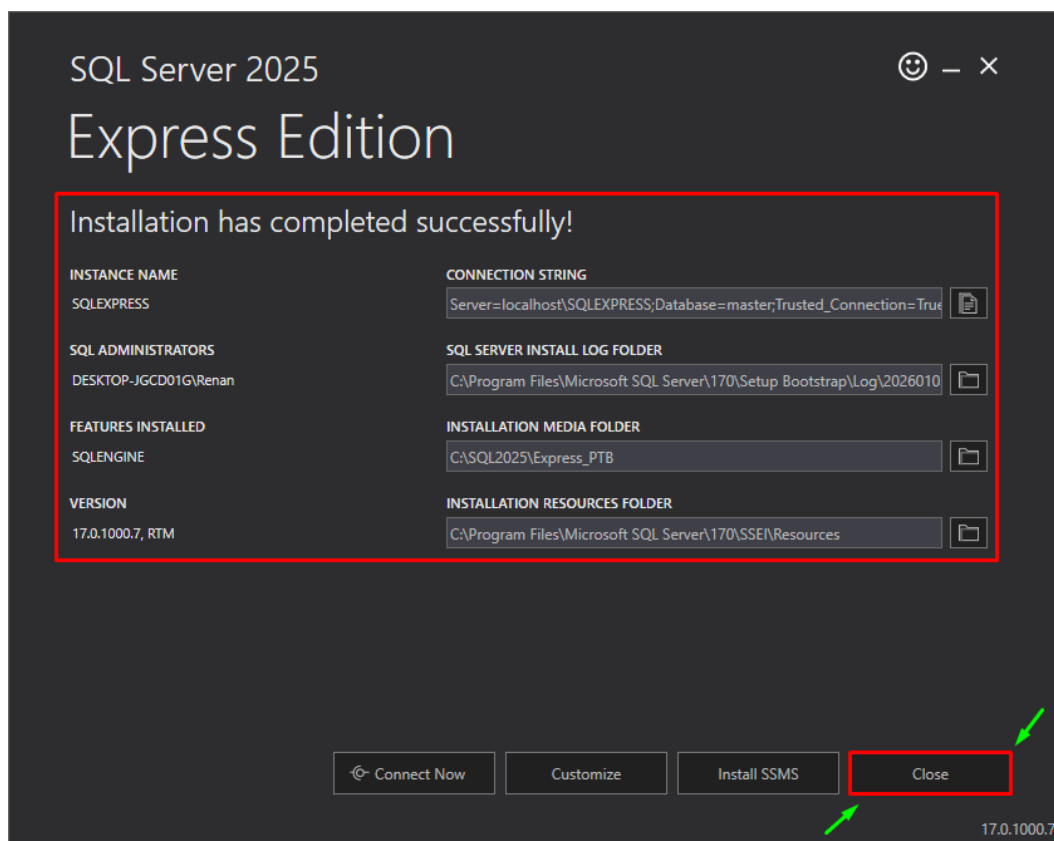 SQL Server 2025
Express Edition
Installation has completed successfully!
INSTANCE NAME
SQLEXPRESS
CONNECTION STRING
Server=localhost\SQLEXPRESS;Database=master;Trusted_Connection=True
SQL ADMINISTRATORS
DESKTOP-JGCD01G\Renan
SQL SERVER INSTALL LOG FOLDER
C:\Program Files\Microsoft SQL Server\170\Setup Bootstrap\Log\2026010
FEATURES INSTALLED
SQLENGINE
INSTALLATION MEDIA FOLDER
C:\SQL2025\Express_PTB
VERSION
17.0.1000.7, RTM
INSTALLATION RESOURCES FOLDER
C:\Program Files\Microsoft SQL Server\170\SSEI\Resources
Connect Now
Customize
Install SSMS
Close
17.0.1000.7